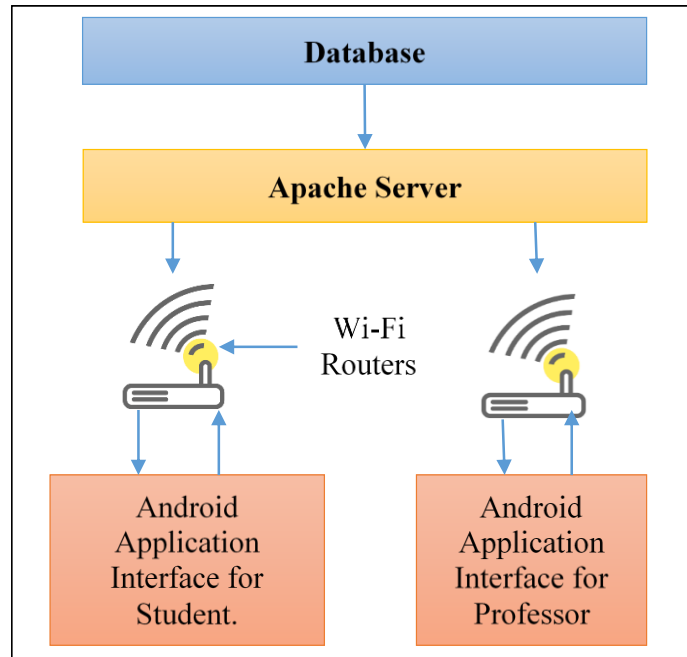 Database
Apache Server
Wi-Fi
Routers
Android
Application
Interface for
Student.
Android
Application
Interface for
Professor